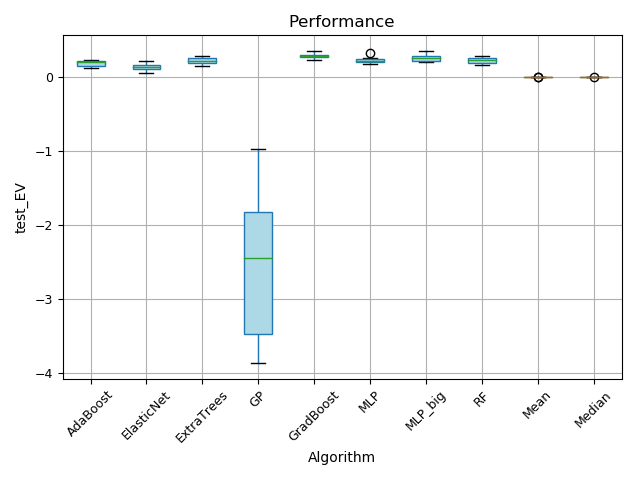 Performance
test_EV
0
−1
−2
−3
−4
AdaBoost
ElasticNet
ExtraTrees
GP
GradBoost
MLP
MLP_big
RF
Mean
Median
Algorithm